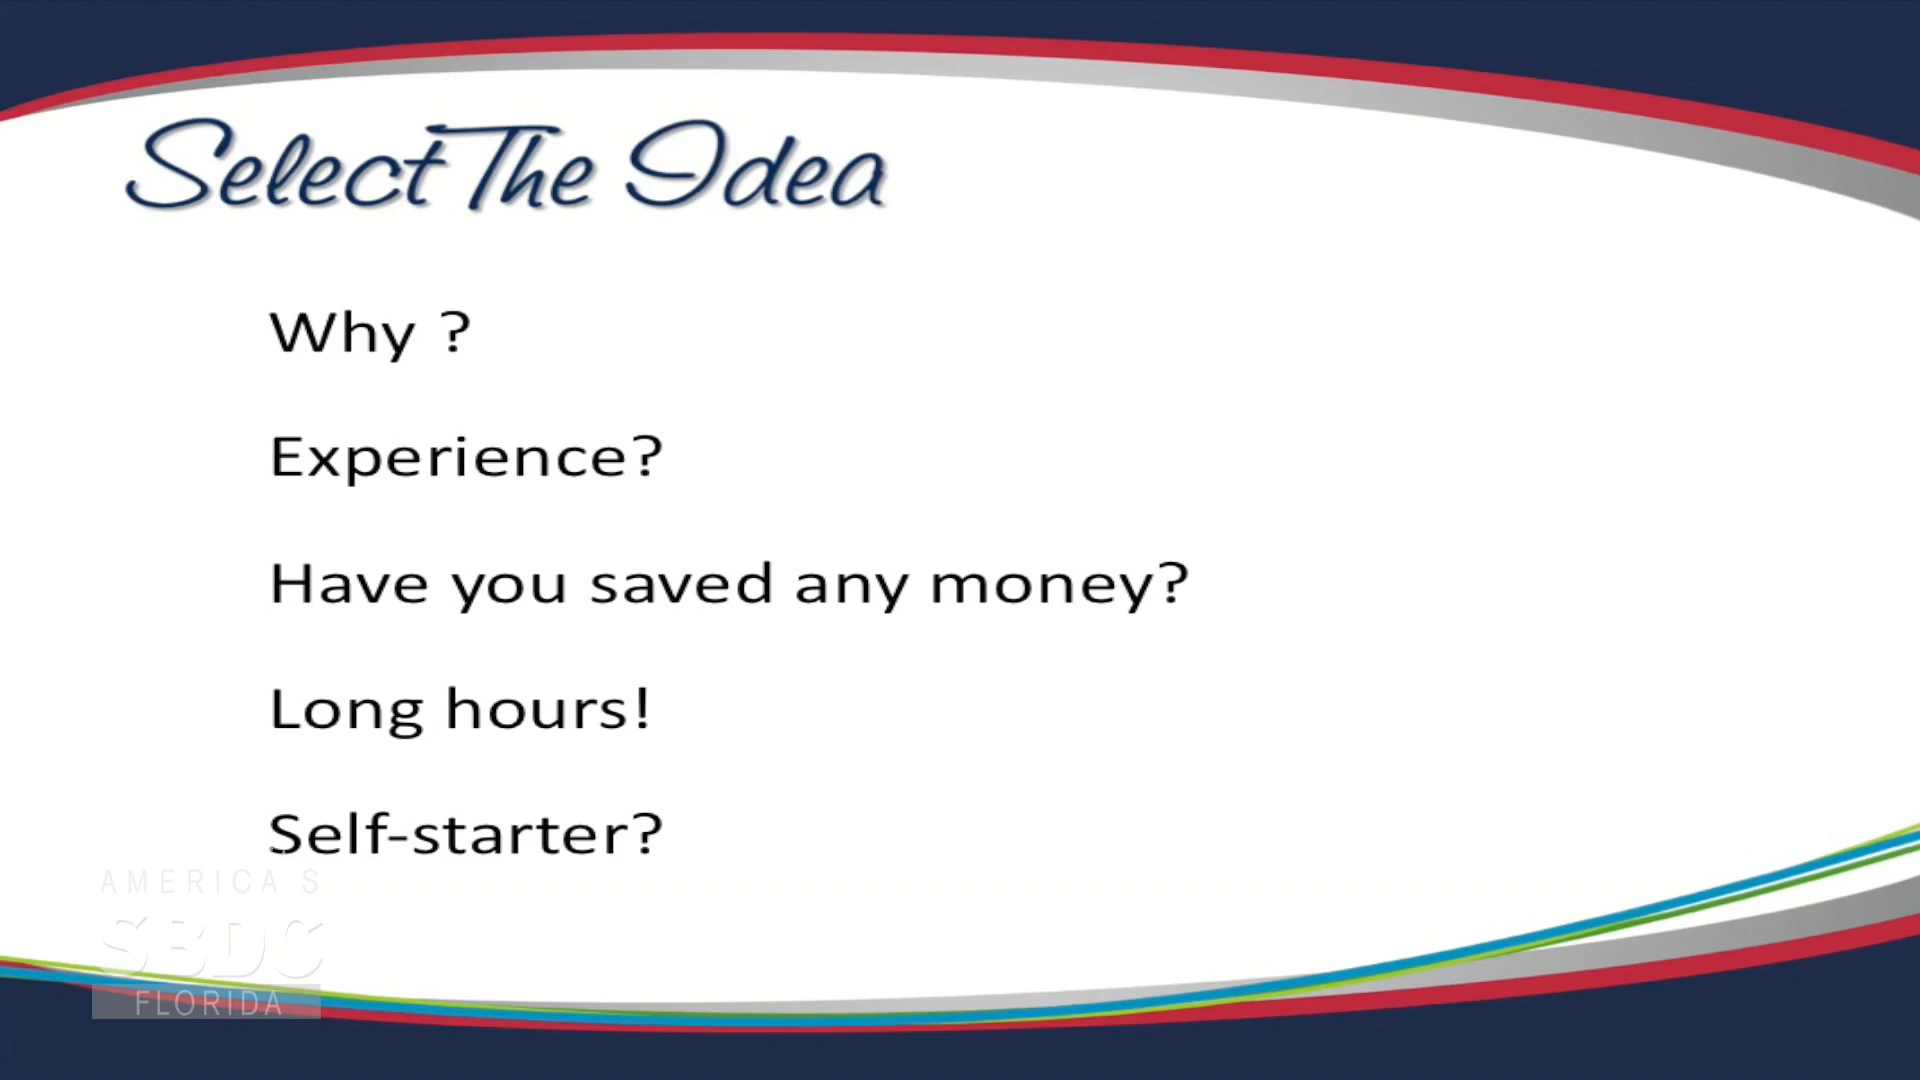 Select The Idea
Why ?
Experience?
Have you saved any money?
Long hours!
Self-starter?
AMERICA'S
SBDC
FLORIDA